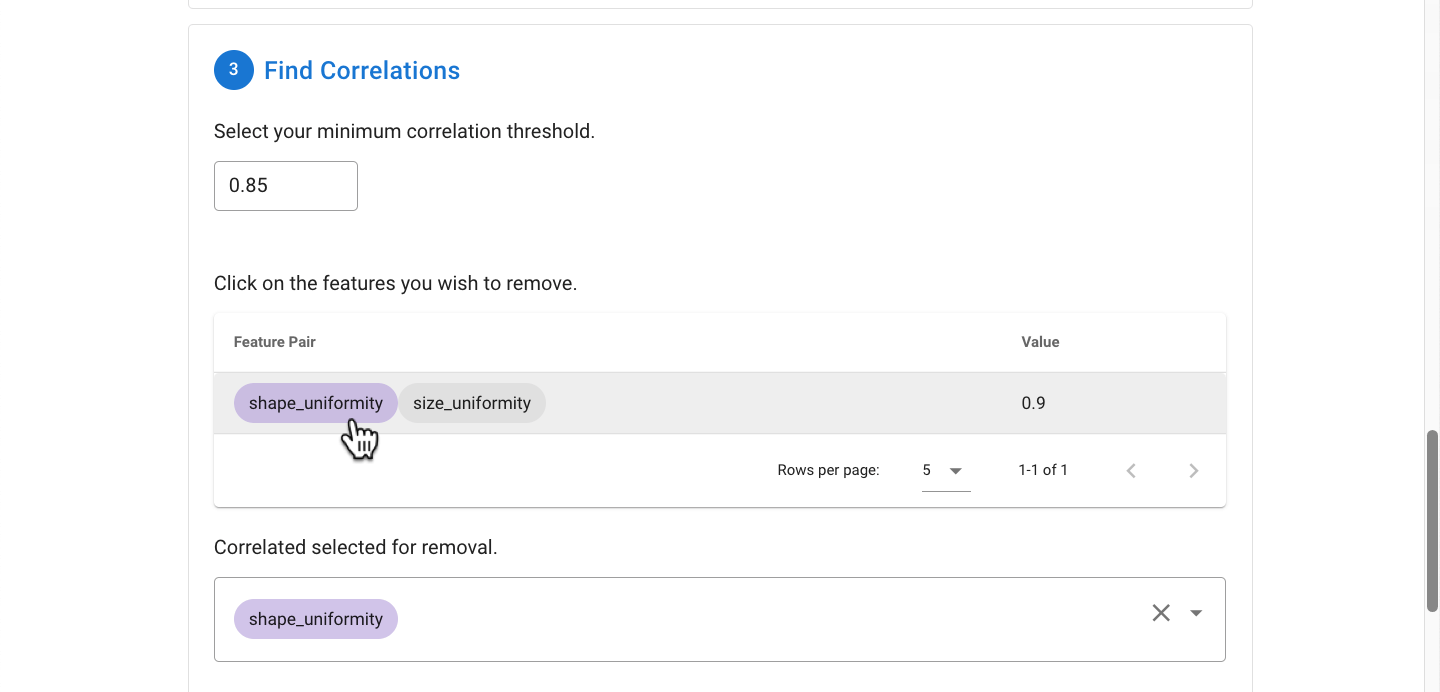 3 Find Correlations
Select your minimum correlation threshold.
0.85
Click on the features you wish to remove.
Feature Pair Value
shape_uniformity size_uniformity 0.9
Rows per page: 5 1-1 of 1
Correlated selected for removal.
shape_uniformity